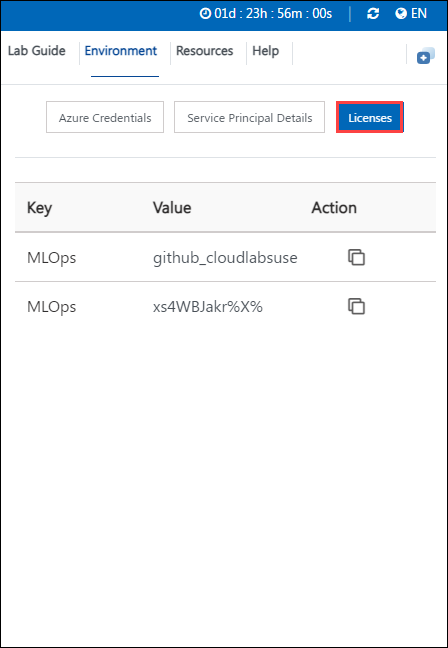 01d : 23h : 56m : 00s EN
Lab Guide Environment Resources Help
Azure Credentials Service Principal Details Licenses
Key Value Action
MLOps github_cloudlabsuse
MLOps xs4WBJakr%X%